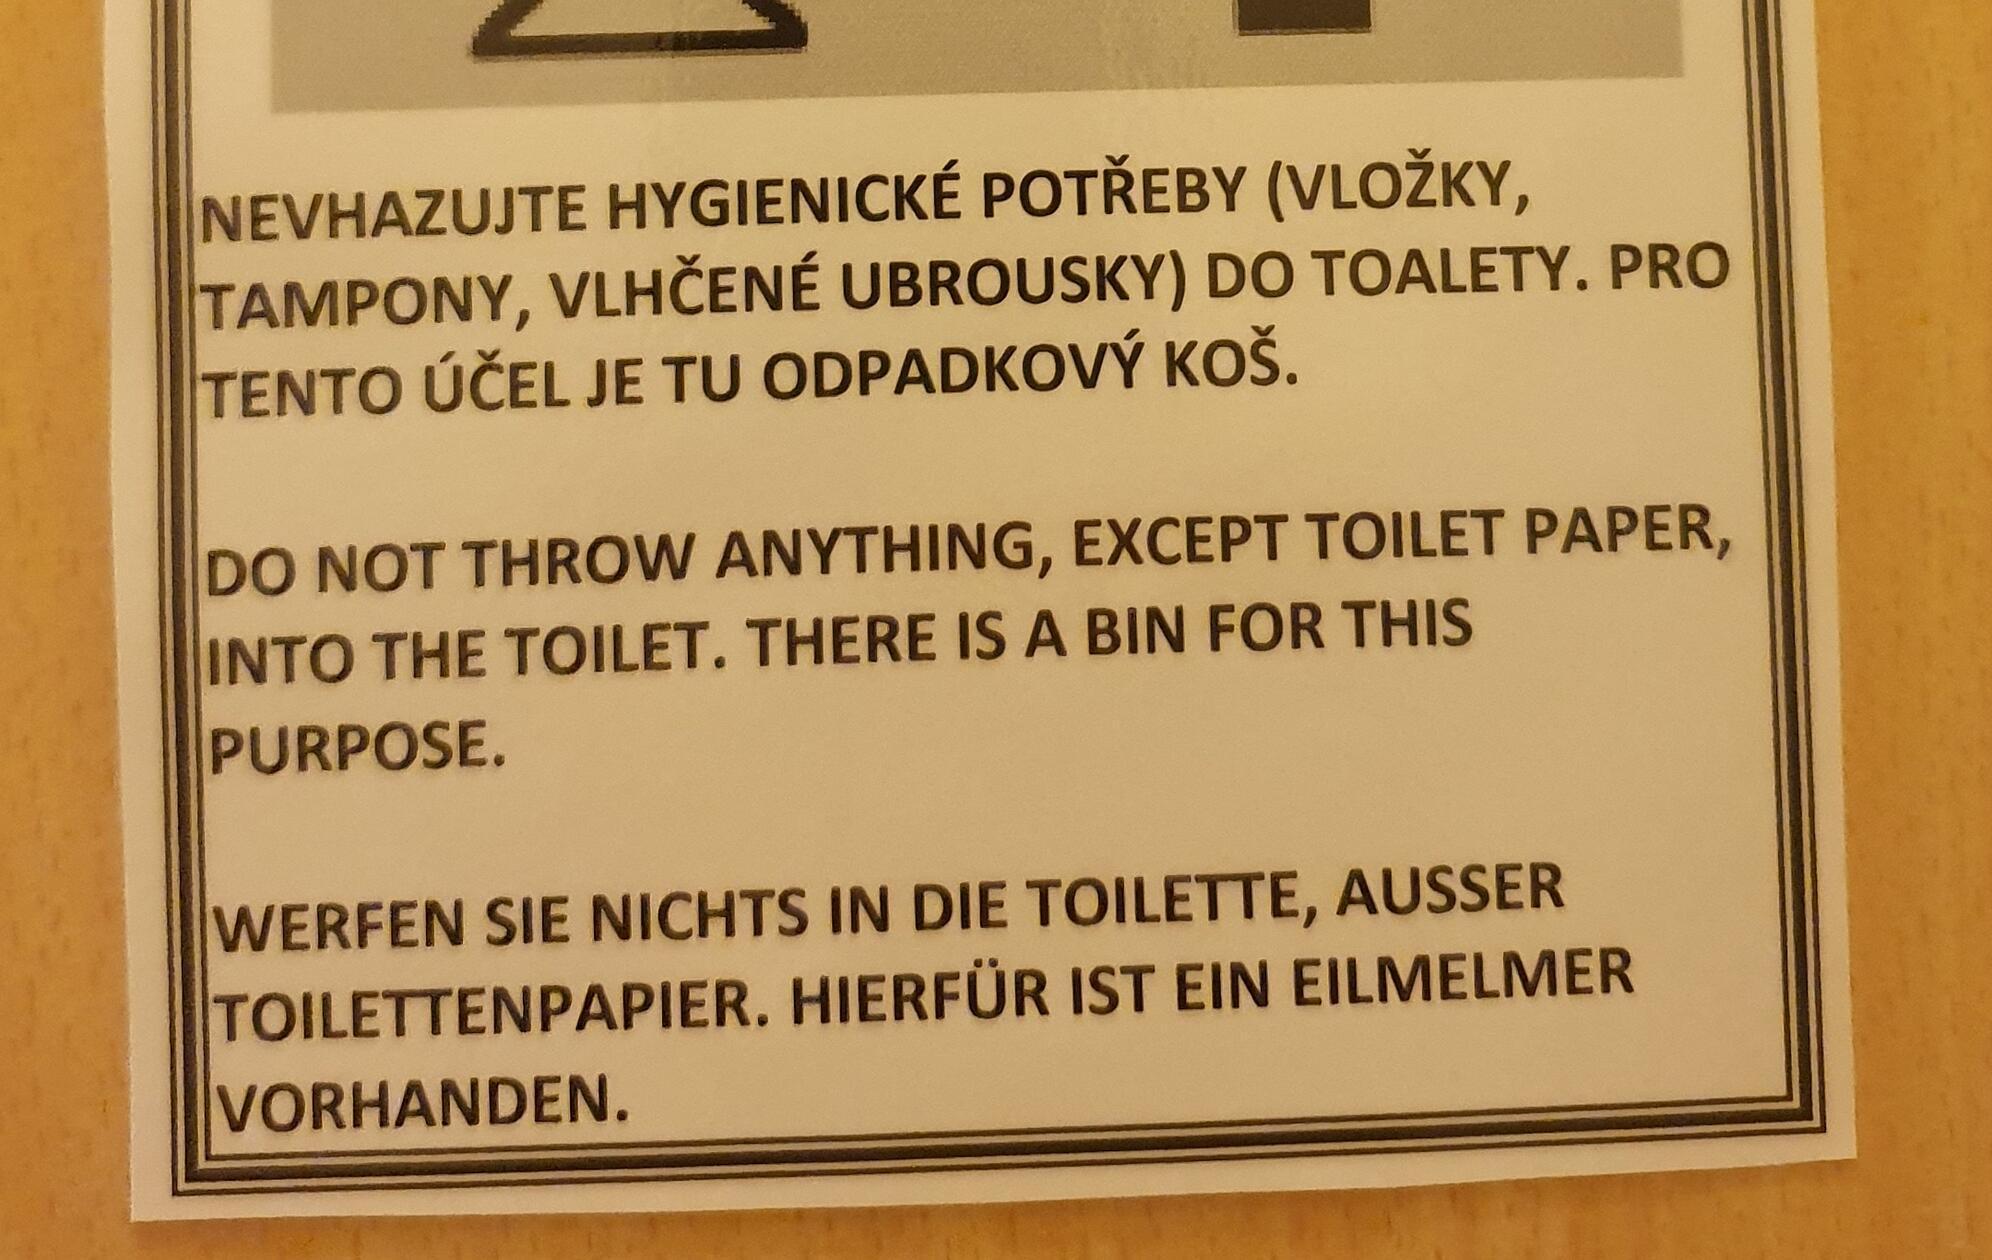 NEVHAZUJTE HYGIENICKÉ POTŘEBY (VLOŽKY,
TAMPONY, VLHČENÉ UBROUSKY) DO TOALETY. PRO
TENTO ÚČEL JE TU ODPADKOVÝ KOŠ.
DO NOT THROW ANYTHING, EXCEPT TOILET PAPER,
INTO THE TOILET. THERE IS A BIN FOR THIS
PURPOSE.
WERFEN SIE NICHTS IN DIE TOILETTE, AUSSER
TOILETTENPAPIER. HIERFÜR IST EIN EILMELMER
VORHANDEN.